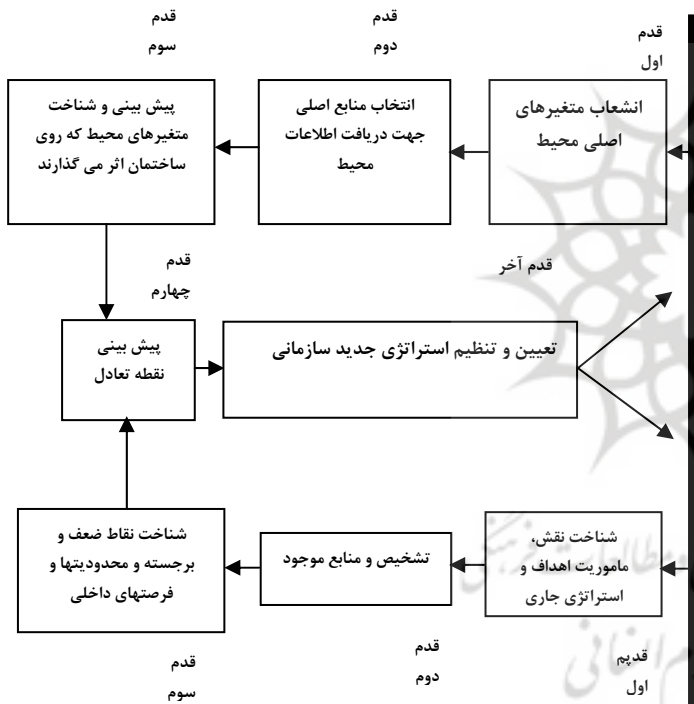 قدم
اول
قدم
دوم
قدم
سوم
انشعاب متغیرهای
اصلی محیط
انتخاب منابع اصلی
جهت دریافت اطلاعات
محیط
پیش بینی و شناخت
متغیرهای محیط که روی
ساختمان اثر می گذارند
قدم آخر
قدم
چهارم
تعیین و تنظیم استراتژی جدید سازمانی
پیش بینی
نقطه تعادل
شناخت نقش،
ماموریت اهداف و
استراتژی جاری
تشخیص و منابع موجود
شناخت نقاط ضعف و
برجسته و محدودیتها و
فرصتهای داخلی
قدیم
اول
قدم
دوم
قدم
سوم